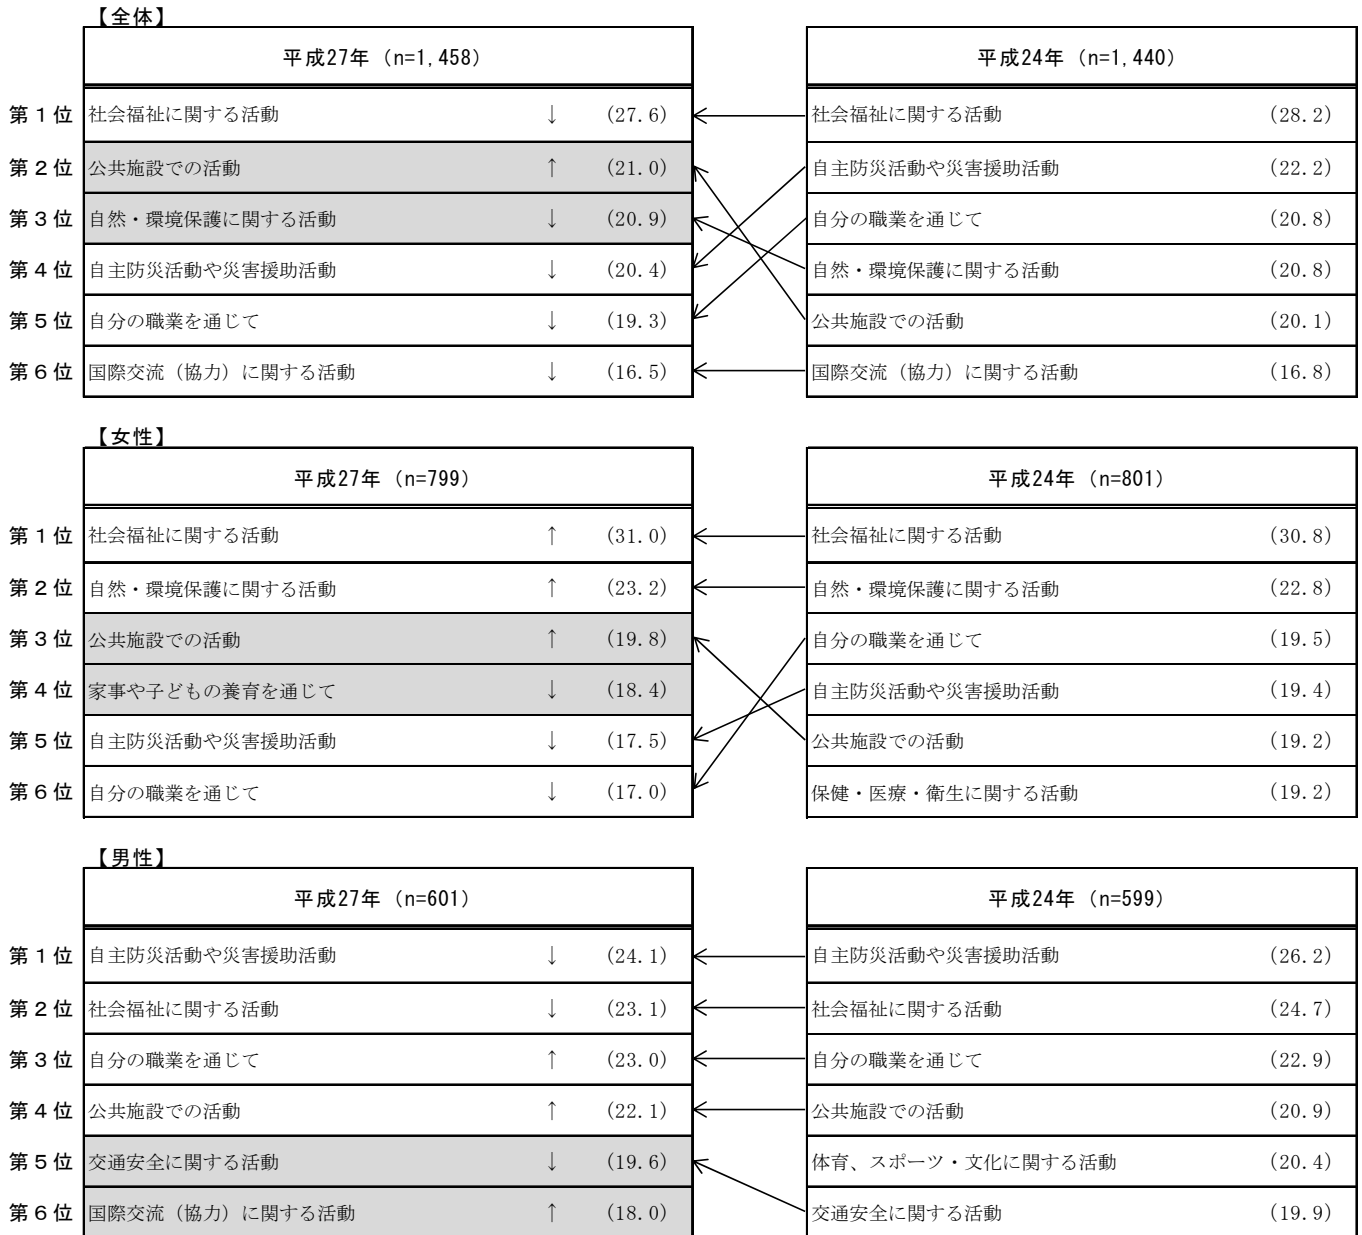 【全体】
平成27年（n=1,458） 平成24年（n=1,440）
第１位 社会福祉に関する活動 ↓ (27.6) 社会福祉に関する活動 (28.2)
第２位 公共施設での活動 ↑ (21.0) 自主防災活動や災害援助活動 (22.2)
第３位 自然・環境保護に関する活動 ↓ (20.9) 自分の職業を通じて (20.8)
第４位 自主防災活動や災害援助活動 ↓ (20.4) 自然・環境保護に関する活動 (20.8)
第５位 自分の職業を通じて ↓ (19.3) 公共施設での活動 (20.1)
第６位 国際交流（協力）に関する活動 ↓ (16.5) 国際交流（協力）に関する活動 (16.8)
【女性】
平成27年（n=799） 平成24年（n=801）
第１位 社会福祉に関する活動 ↑ (31.0) 社会福祉に関する活動 (30.8)
第２位 自然・環境保護に関する活動 ↑ (23.2) 自然・環境保護に関する活動 (22.8)
第３位 公共施設での活動 ↑ (19.8) 自分の職業を通じて (19.5)
第４位 家事や子どもの養育を通じて ↓ (18.4) 自主防災活動や災害援助活動 (19.4)
第５位 自主防災活動や災害援助活動 ↓ (17.5) 公共施設での活動 (19.2)
第６位 自分の職業を通じて ↓ (17.0) 保健・医療・衛生に関する活動 (19.2)
【男性】
平成27年（n=601） 平成24年（n=599）
第１位 自主防災活動や災害援助活動 ↓ (24.1) 自主防災活動や災害援助活動 (26.2)
第２位 社会福祉に関する活動 ↓ (23.1) 社会福祉に関する活動 (24.7)
第３位 自分の職業を通じて ↑ (23.0) 自分の職業を通じて (22.9)
第４位 公共施設での活動 ↑ (22.1) 公共施設での活動 (20.9)
第５位 交通安全に関する活動 ↓ (19.6) 体育、スポーツ・文化に関する活動 (20.4)
第６位 国際交流（協力）に関する活動 ↑ (18.0) 交通安全に関する活動 (19.9)